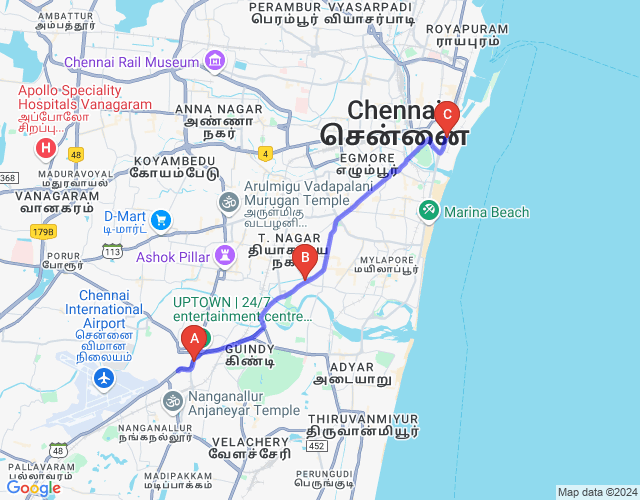 AMBATTUR
அம்பத்தூர்
PERAMBUR VYASARPADI
பெரம்பூர் வியாசர்பாடி
ROYAPURAM
ராயபுரம்
Chennai Rail Museum
Apollo Speciality
Hospitals Vanagaram
அப்போலோ
சிறப்பு...
H
ANNA NAGAR
அண்ணா
நகர்
Chennai
சென்னை
C
48
MADURAVOYAL
மதுரவாயல்
KOYAMBEDU
கோயம்பேடு
4
EGMORE
எழும்பூர்
368
VANAGARAM
வானகரம்
Arulmigu Vadapalani
Murugan Temple
அருள்மிகு
வடபழனி...
D-Mart
டி-மார்ட்
Marina Beach
179B
113
PORUR
போரூர்
Ashok Pillar
T. NAGAR
தியாகராய
B
MYLAPORE
மயிலாப்பூர்
Chennai
International
Airport
சென்னை
விமான
நிலையம்
UPTOWN | 24/7
entertainment centre...
A
GUINDY
கிண்டி
ADYAR
அடையாறு
Nanganallur
Anjaneyar Temple
NANGANALLUR
நங்கநல்லூர்
THIRUVANMIYUR
திருவான்மியூர்
VELACHERY
வேளச்சேரி
452
48
PALLAVARAM
பல்லாவரம்
MADIPAKKAM
மடிப்பாக்கம்
PERUNGUDI
பெருங்குடி
Google
Map data ©2024